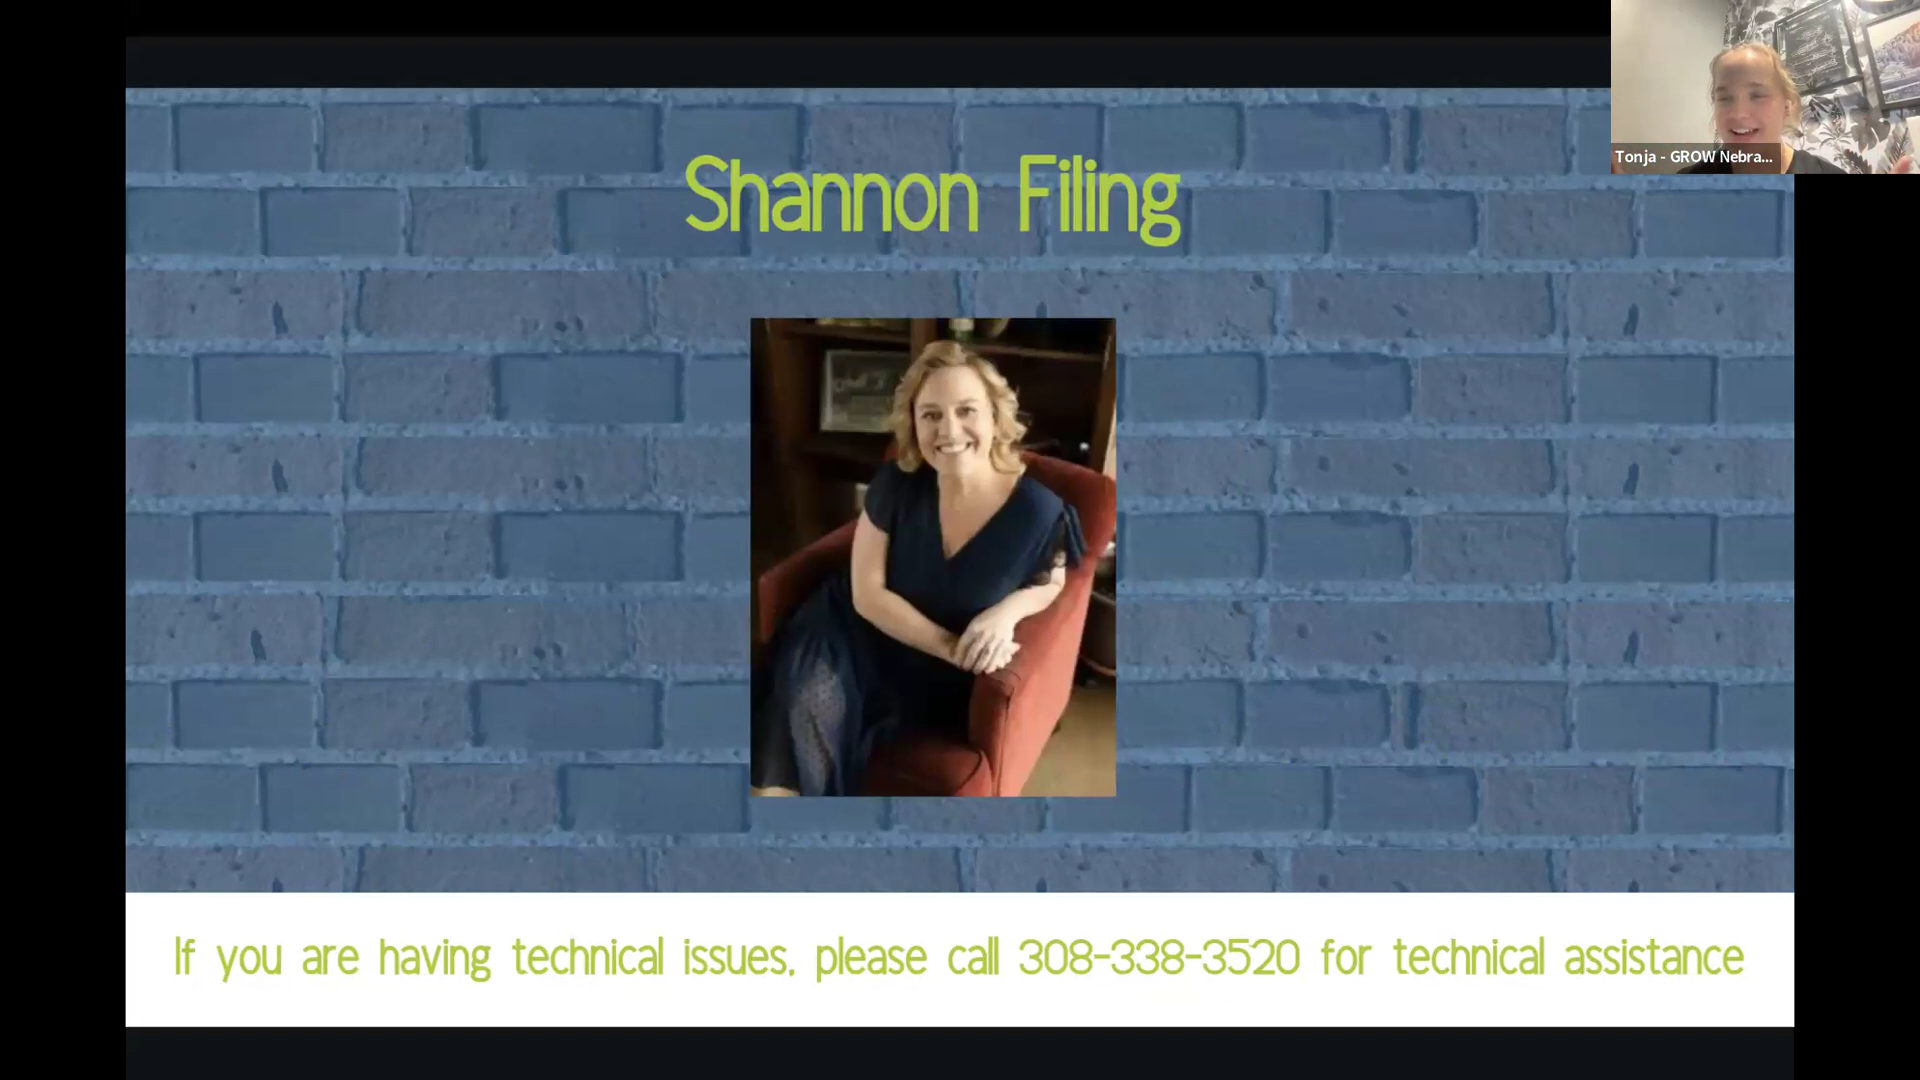 Tonja - GROW Nebra...
Shannon Filing
If you are having technical issues, please call 308-338-3520 for technical assistance